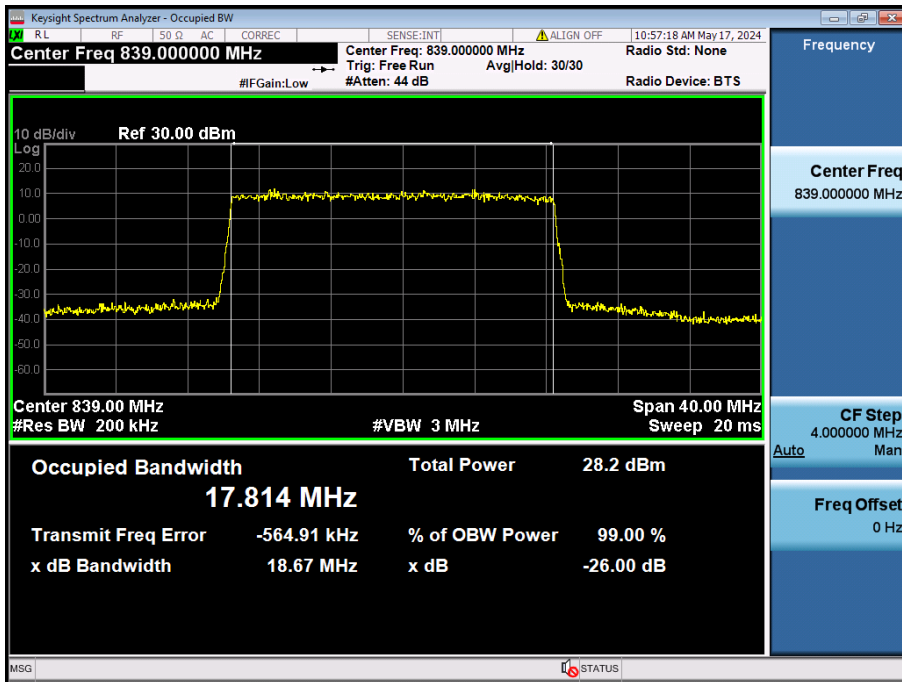 Keysight Spectrum Analyzer - Occupied BW
LXI RL RF 50 Ω AC CORREC SENSE:INT ALIGN OFF 10:57:18 AM May 17, 2024
Center Freq 839.000000 MHz
Center Freq: 839.000000 MHz Radio Std: None
Trig: Free Run Avg|Hold: 30/30
#IFGain:Low #Atten: 44 dB Radio Device: BTS
10 dB/div Ref 30.00 dBm
Log
20.0
10.0
0.00
-10.0
-20.0
-30.0
-40.0
-50.0
-60.0
Center 839.00 MHz Span 40.00 MHz
#Res BW 200 kHz #VBW 3 MHz Sweep 20 ms
Occupied Bandwidth Total Power 28.2 dBm
17.814 MHz
Transmit Freq Error -564.91 kHz % of OBW Power 99.00 %
x dB Bandwidth 18.67 MHz x dB -26.00 dB
Frequency
Center Freq
839.000000 MHz
CF Step
4.000000 MHz
Auto Man
Freq Offset
0 Hz
MSG STATUS